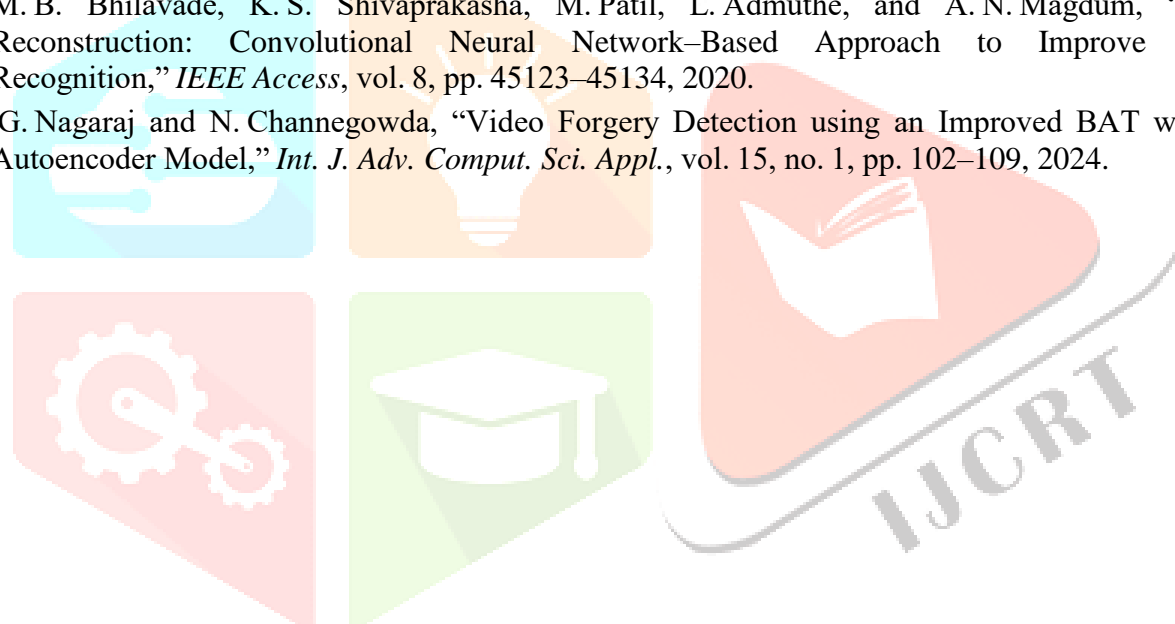 M. B. Bhilavade, K. S. Shivaprakasha, M. Patil, L. Admuthe, and A. N. Magdum, “
Reconstruction: Convolutional Neural Network–Based Approach to Improve
Recognition,” IEEE Access, vol. 8, pp. 45123–45134, 2020.
G. Nagaraj and N. Channegowda, “Video Forgery Detection using an Improved BAT w
Autoencoder Model,” Int. J. Adv. Comput. Sci. Appl., vol. 15, no. 1, pp. 102–109, 2024.
IJCRT